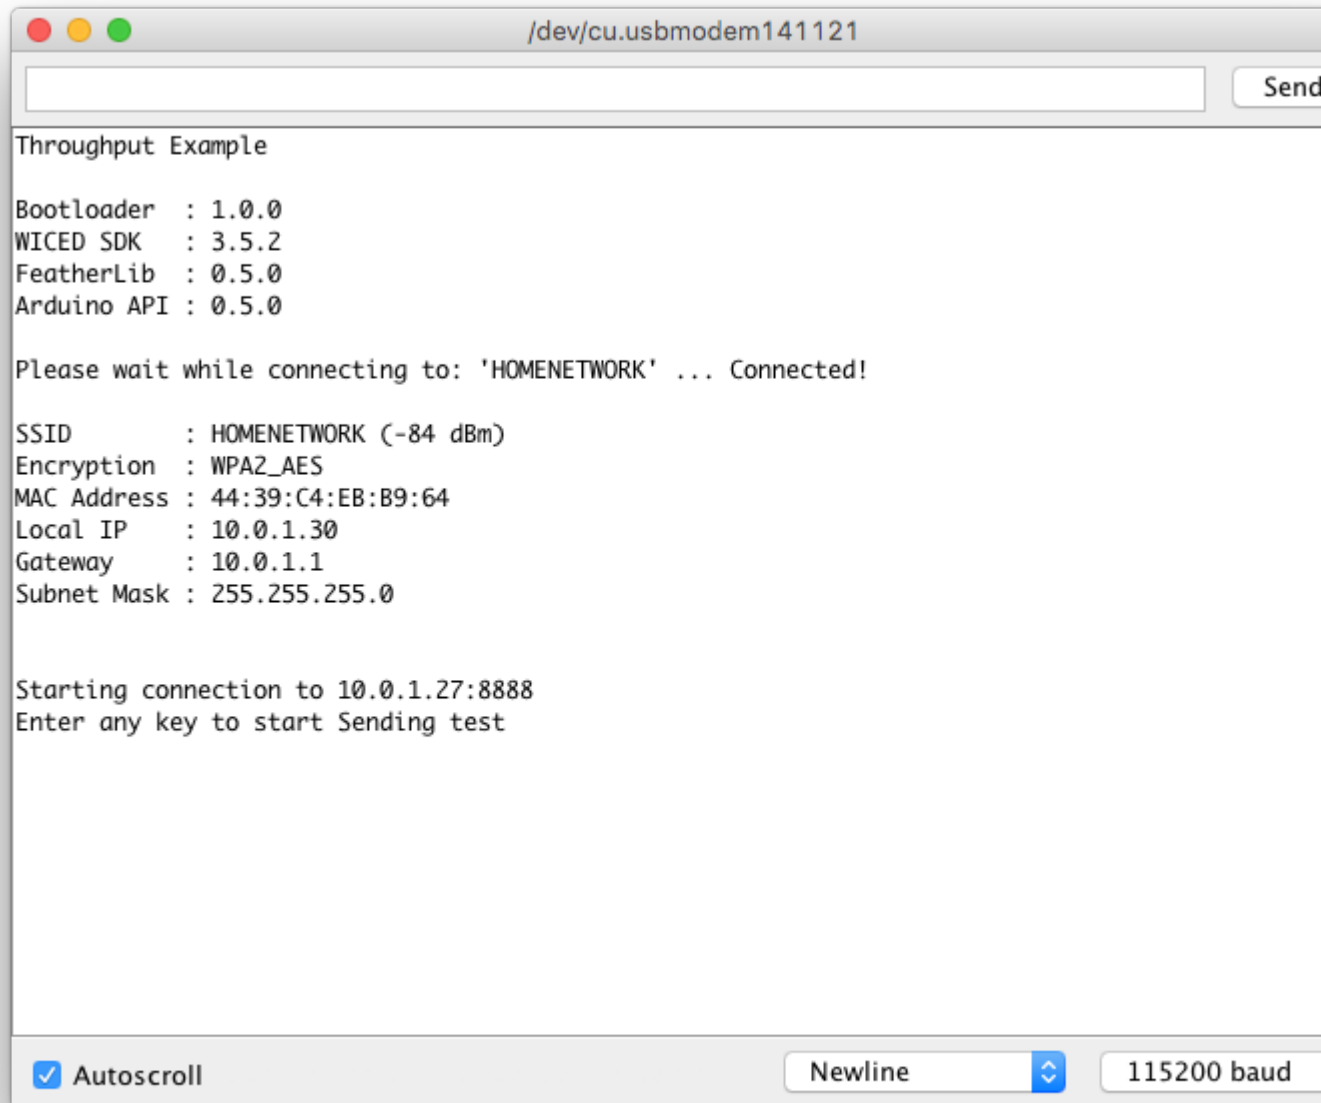 /dev/cu.usbmodem141121
Send
Throughput Example
Bootloader : 1.0.0
WICED SDK : 3.5.2
FeatherLib : 0.5.0
Arduino API : 0.5.0
Please wait while connecting to: 'HOMENETWORK' ... Connected!
SSID : HOMENETWORK (-84 dBm)
Encryption : WPA2_AES
MAC Address : 44:39:C4:EB:B9:64
Local IP : 10.0.1.30
Gateway : 10.0.1.1
Subnet Mask : 255.255.255.0
Starting connection to 10.0.1.27:8888
Enter any key to start Sending test
Autoscroll
Newline
115200 baud